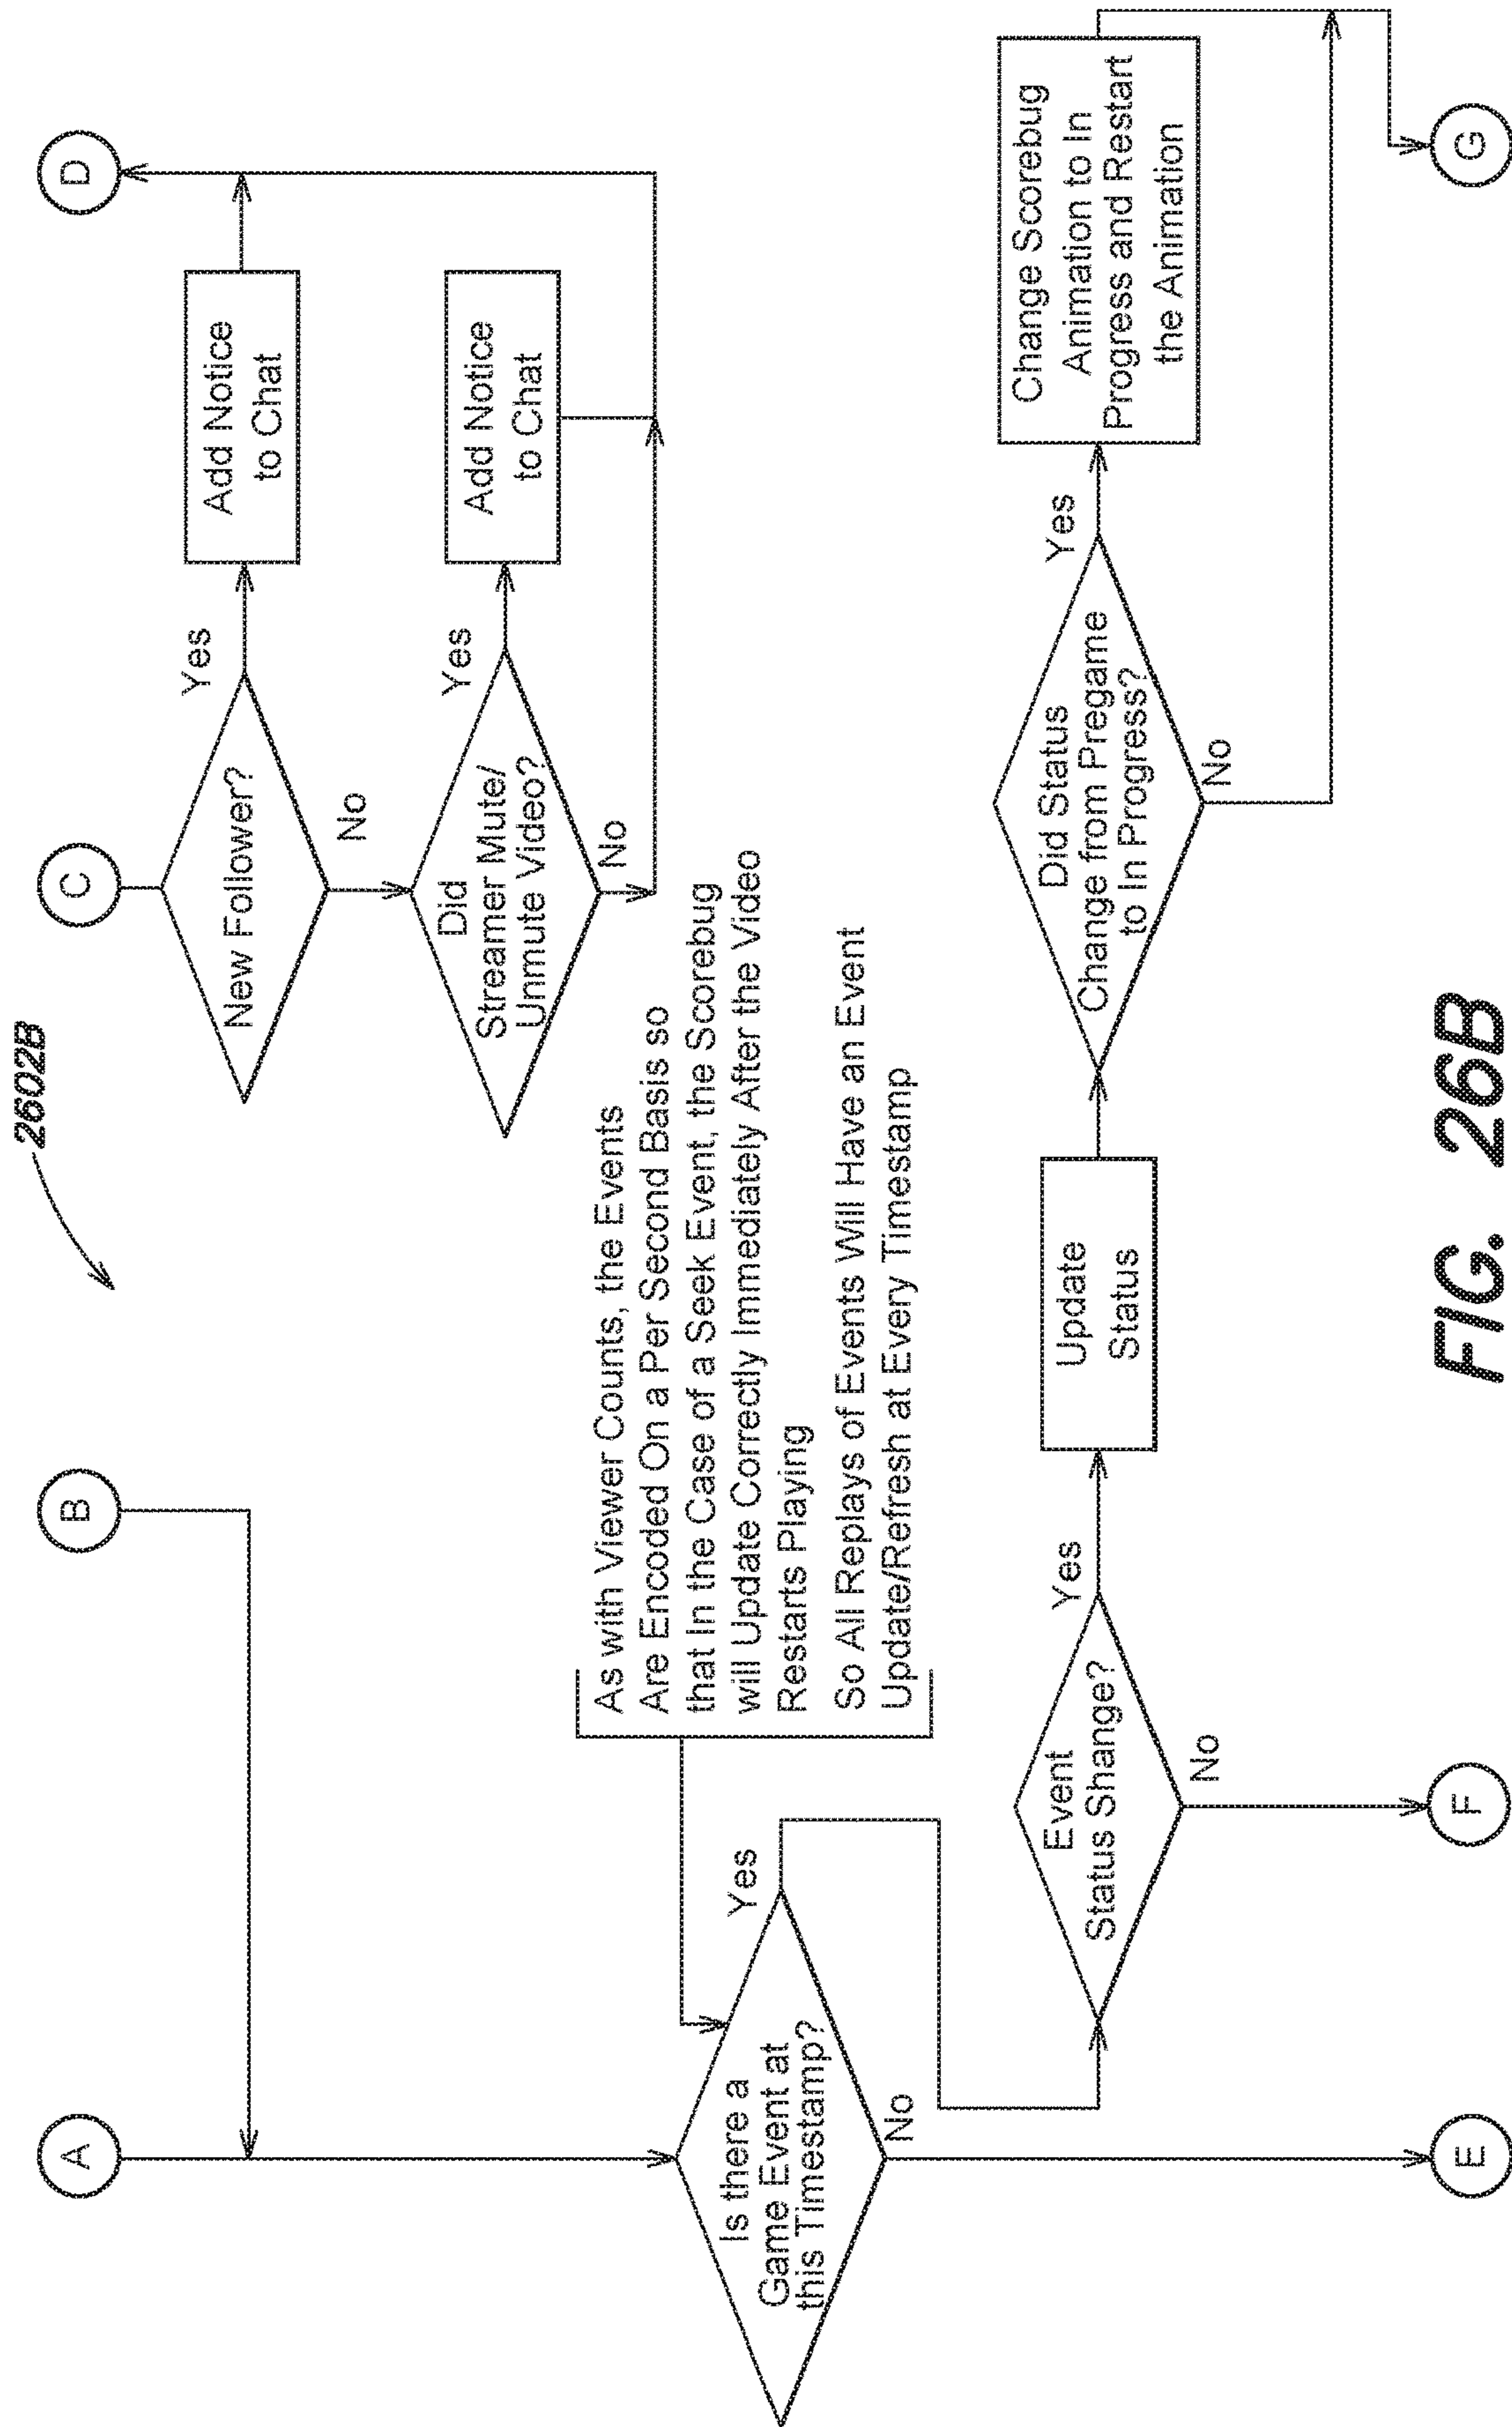 2602B
A
B
C
D
New Follower?
Yes
Add Notice
to Chat
No
Did
Streamer Mute/
Unmute Video?
Yes
Add Notice
to Chat
No
As with Viewer Counts, the Events
Are Encoded On a Per Second Basis so
that In the Case of a Seek Event, the Scorebug
will Update Correctly Immediately After the Video
Restarts Playing
So All Replays of Events Will Have an Event
Update/Refresh at Every Timestamp
Is there a
Game Event at
this Timestamp?
Yes
No
Event
Status Shange?
Yes
No
Update
Status
Did Status
Change from Pregame
to In Progress?
Yes
No
Change Scorebug
Animation to In
Progress and Restart
the Animation
E
F
G
FIG. 26B